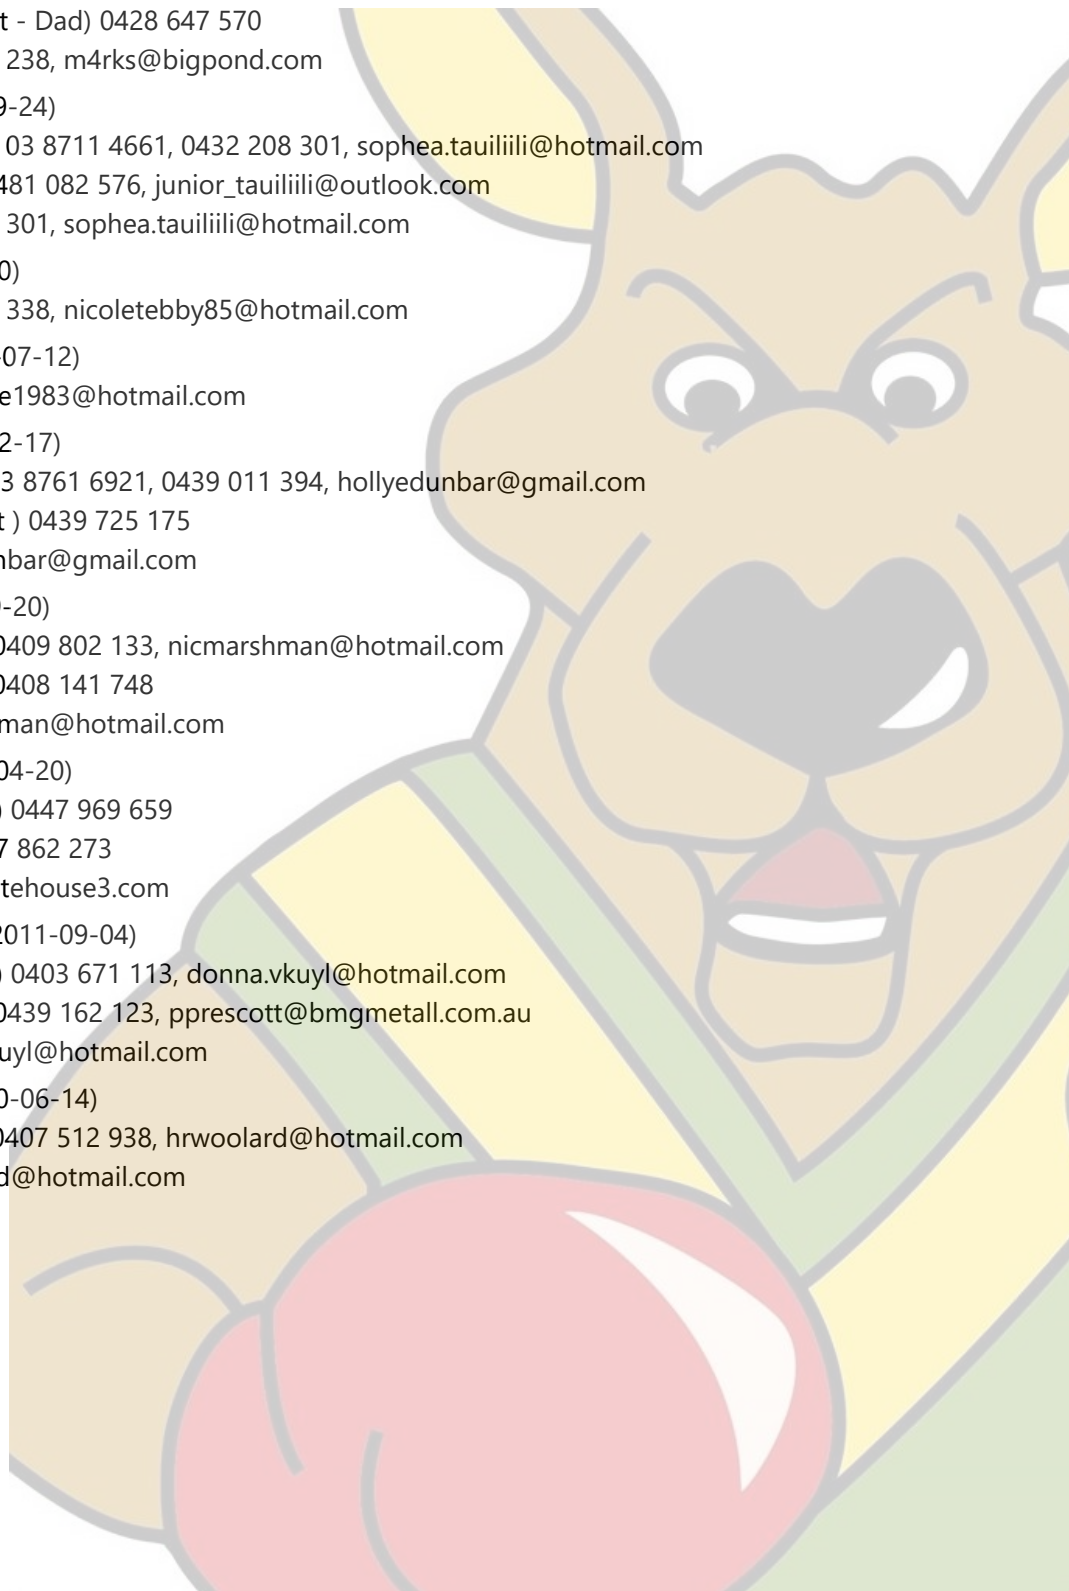 t - Dad) 0428 647 570
238, m4rks@bigpond.com
9-24)
03 8711 4661, 0432 208 301, sophea.tauiliili@hotmail.com
481 082 576, junior_tauiliili@outlook.com
301, sophea.tauiliili@hotmail.com
0)
338, nicoletebby85@hotmail.com
-07-12)
e1983@hotmail.com
2-17)
3 8761 6921, 0439 011 394, hollyedunbar@gmail.com
t ) 0439 725 175
nbar@gmail.com
-20)
0409 802 133, nicmarshman@hotmail.com
0408 141 748
man@hotmail.com
04-20)
) 0447 969 659
7 862 273
tehouse3.com
2011-09-04)
) 0403 671 113, donna.vkuyl@hotmail.com
0439 162 123, pprescott@bmgmetall.com.au
uyl@hotmail.com
0-06-14)
0407 512 938, hrwoolard@hotmail.com
d@hotmail.com